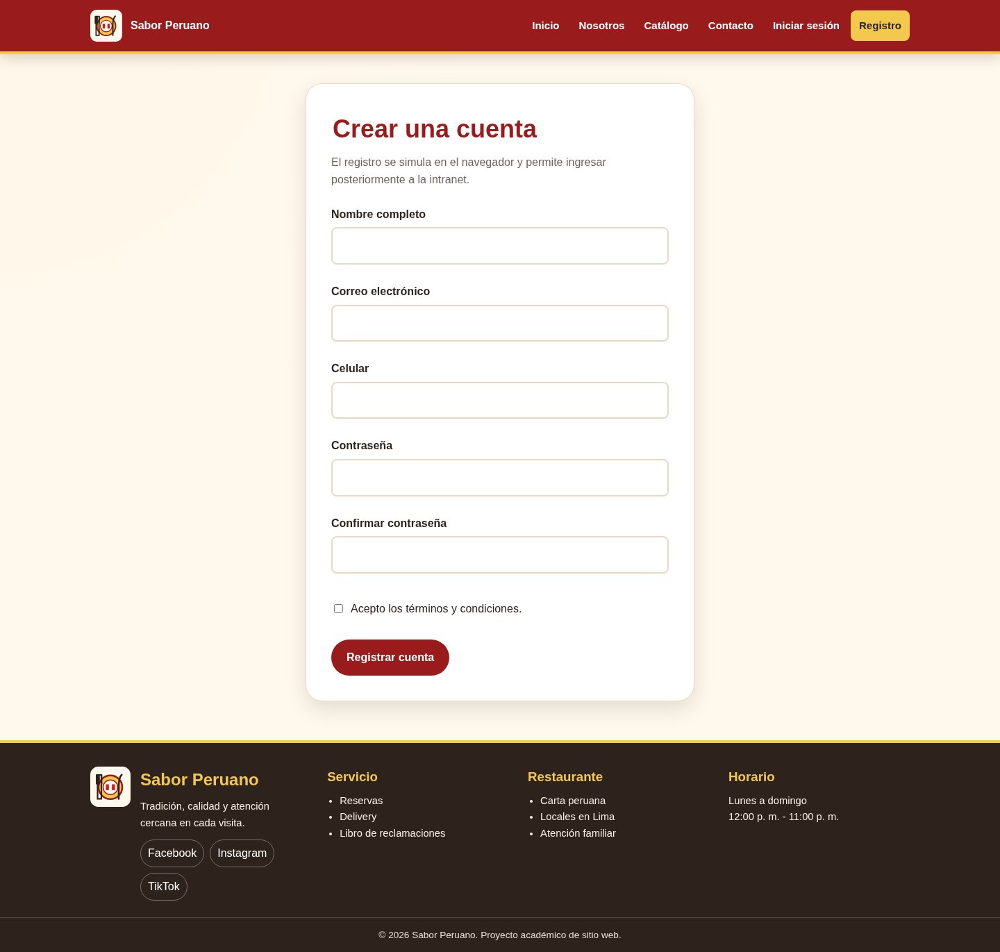 Sabor Peruano
Inicio
Nosotros
Catálogo
Contacto
Iniciar sesión
Registro
Crear una cuenta
El registro se simula en el navegador y permite ingresar
posteriormente a la intranet.
Nombre completo
Correo electrónico
Celular
Contraseña
Confirmar contraseña
Acepto los términos y condiciones.
Registrar cuenta
Sabor Peruano
Tradición, calidad y atención
cercana en cada visita.
Facebook
Instagram
TikTok
Servicio
Reservas
Delivery
Libro de reclamaciones
Restaurante
Carta peruana
Locales en Lima
Atención familiar
Horario
Lunes a domingo
12:00 p. m. - 11:00 p. m.
© 2026 Sabor Peruano. Proyecto académico de sitio web.